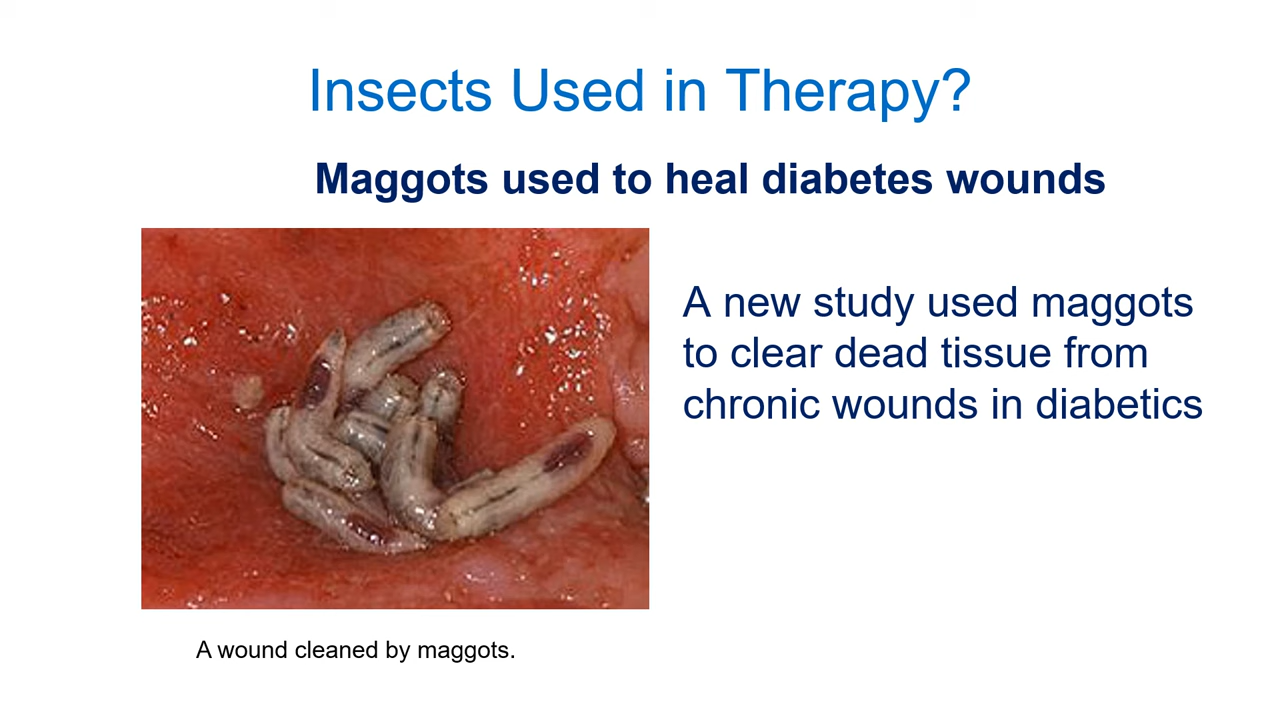 Insects Used in Therapy?
Maggots used to heal diabetes wounds
A new study used maggots
to clear dead tissue from
chronic wounds in diabetics
A wound cleaned by maggots.